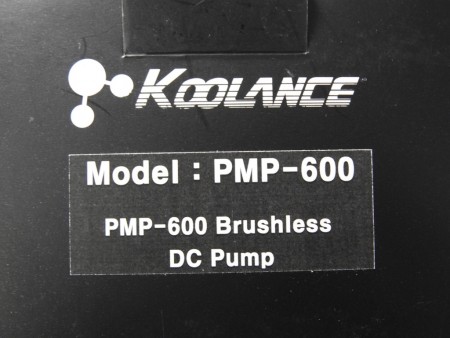 KOOLANCE
Model : PMP-600
PMP-600 Brushless
DC Pump